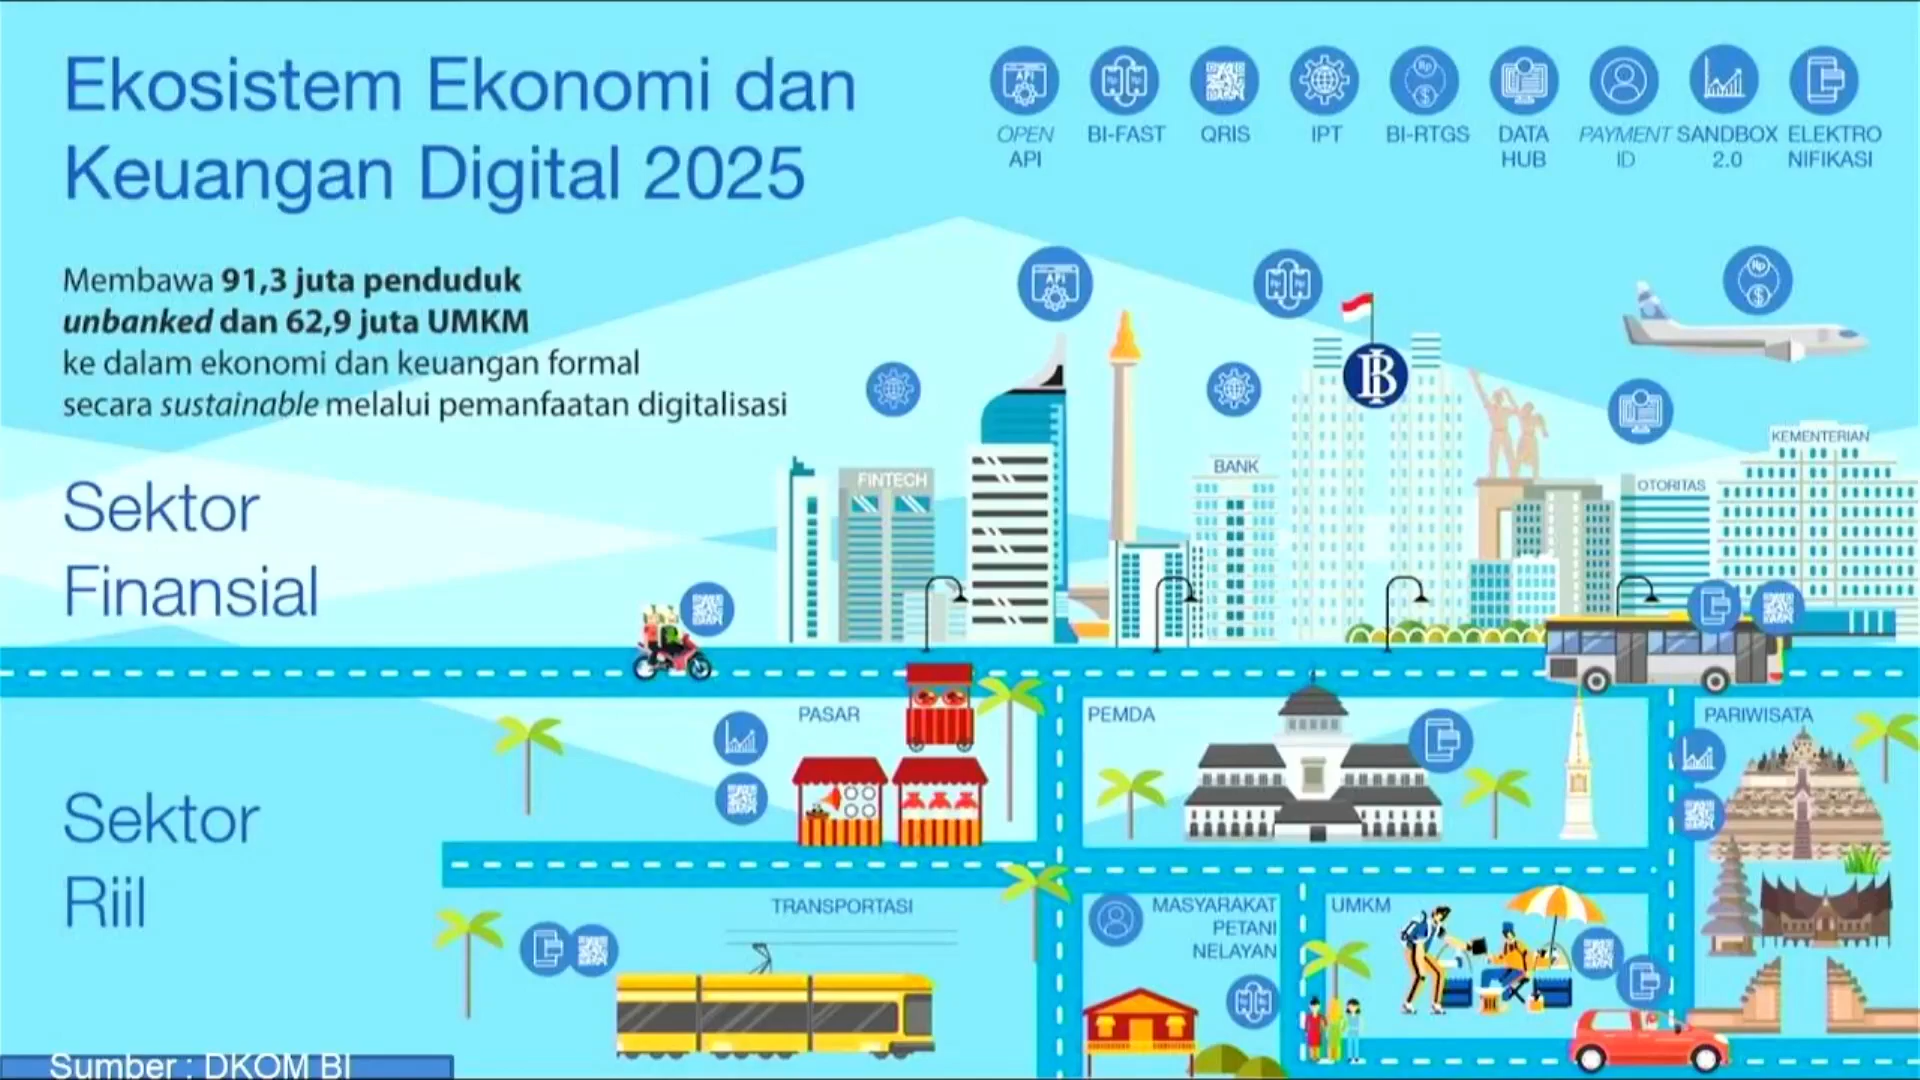 Ekosistem Ekonomi dan
Keuangan Digital 2025
OPEN
API
BI-FAST
QRIS
IPT
BI-RTGS
DATA
HUB
PAYMENT
ID
SANDBOX
2.0
ELEKTRO
NIFIKASI
Membawa 91,3 juta penduduk
unbanked dan 62,9 juta UMKM
ke dalam ekonomi dan keuangan formal
secara sustainable melalui pemanfaatan digitalisasi
Sektor
Finansial
FINTECH
BANK
OTORITAS
KEMENTERIAN
Sektor
Riil
PASAR
PEMDA
PARIWISATA
TRANSPORTASI
MASYARAKAT
PETANI
NELAYAN
UMKM
Sumber : DKOM BI